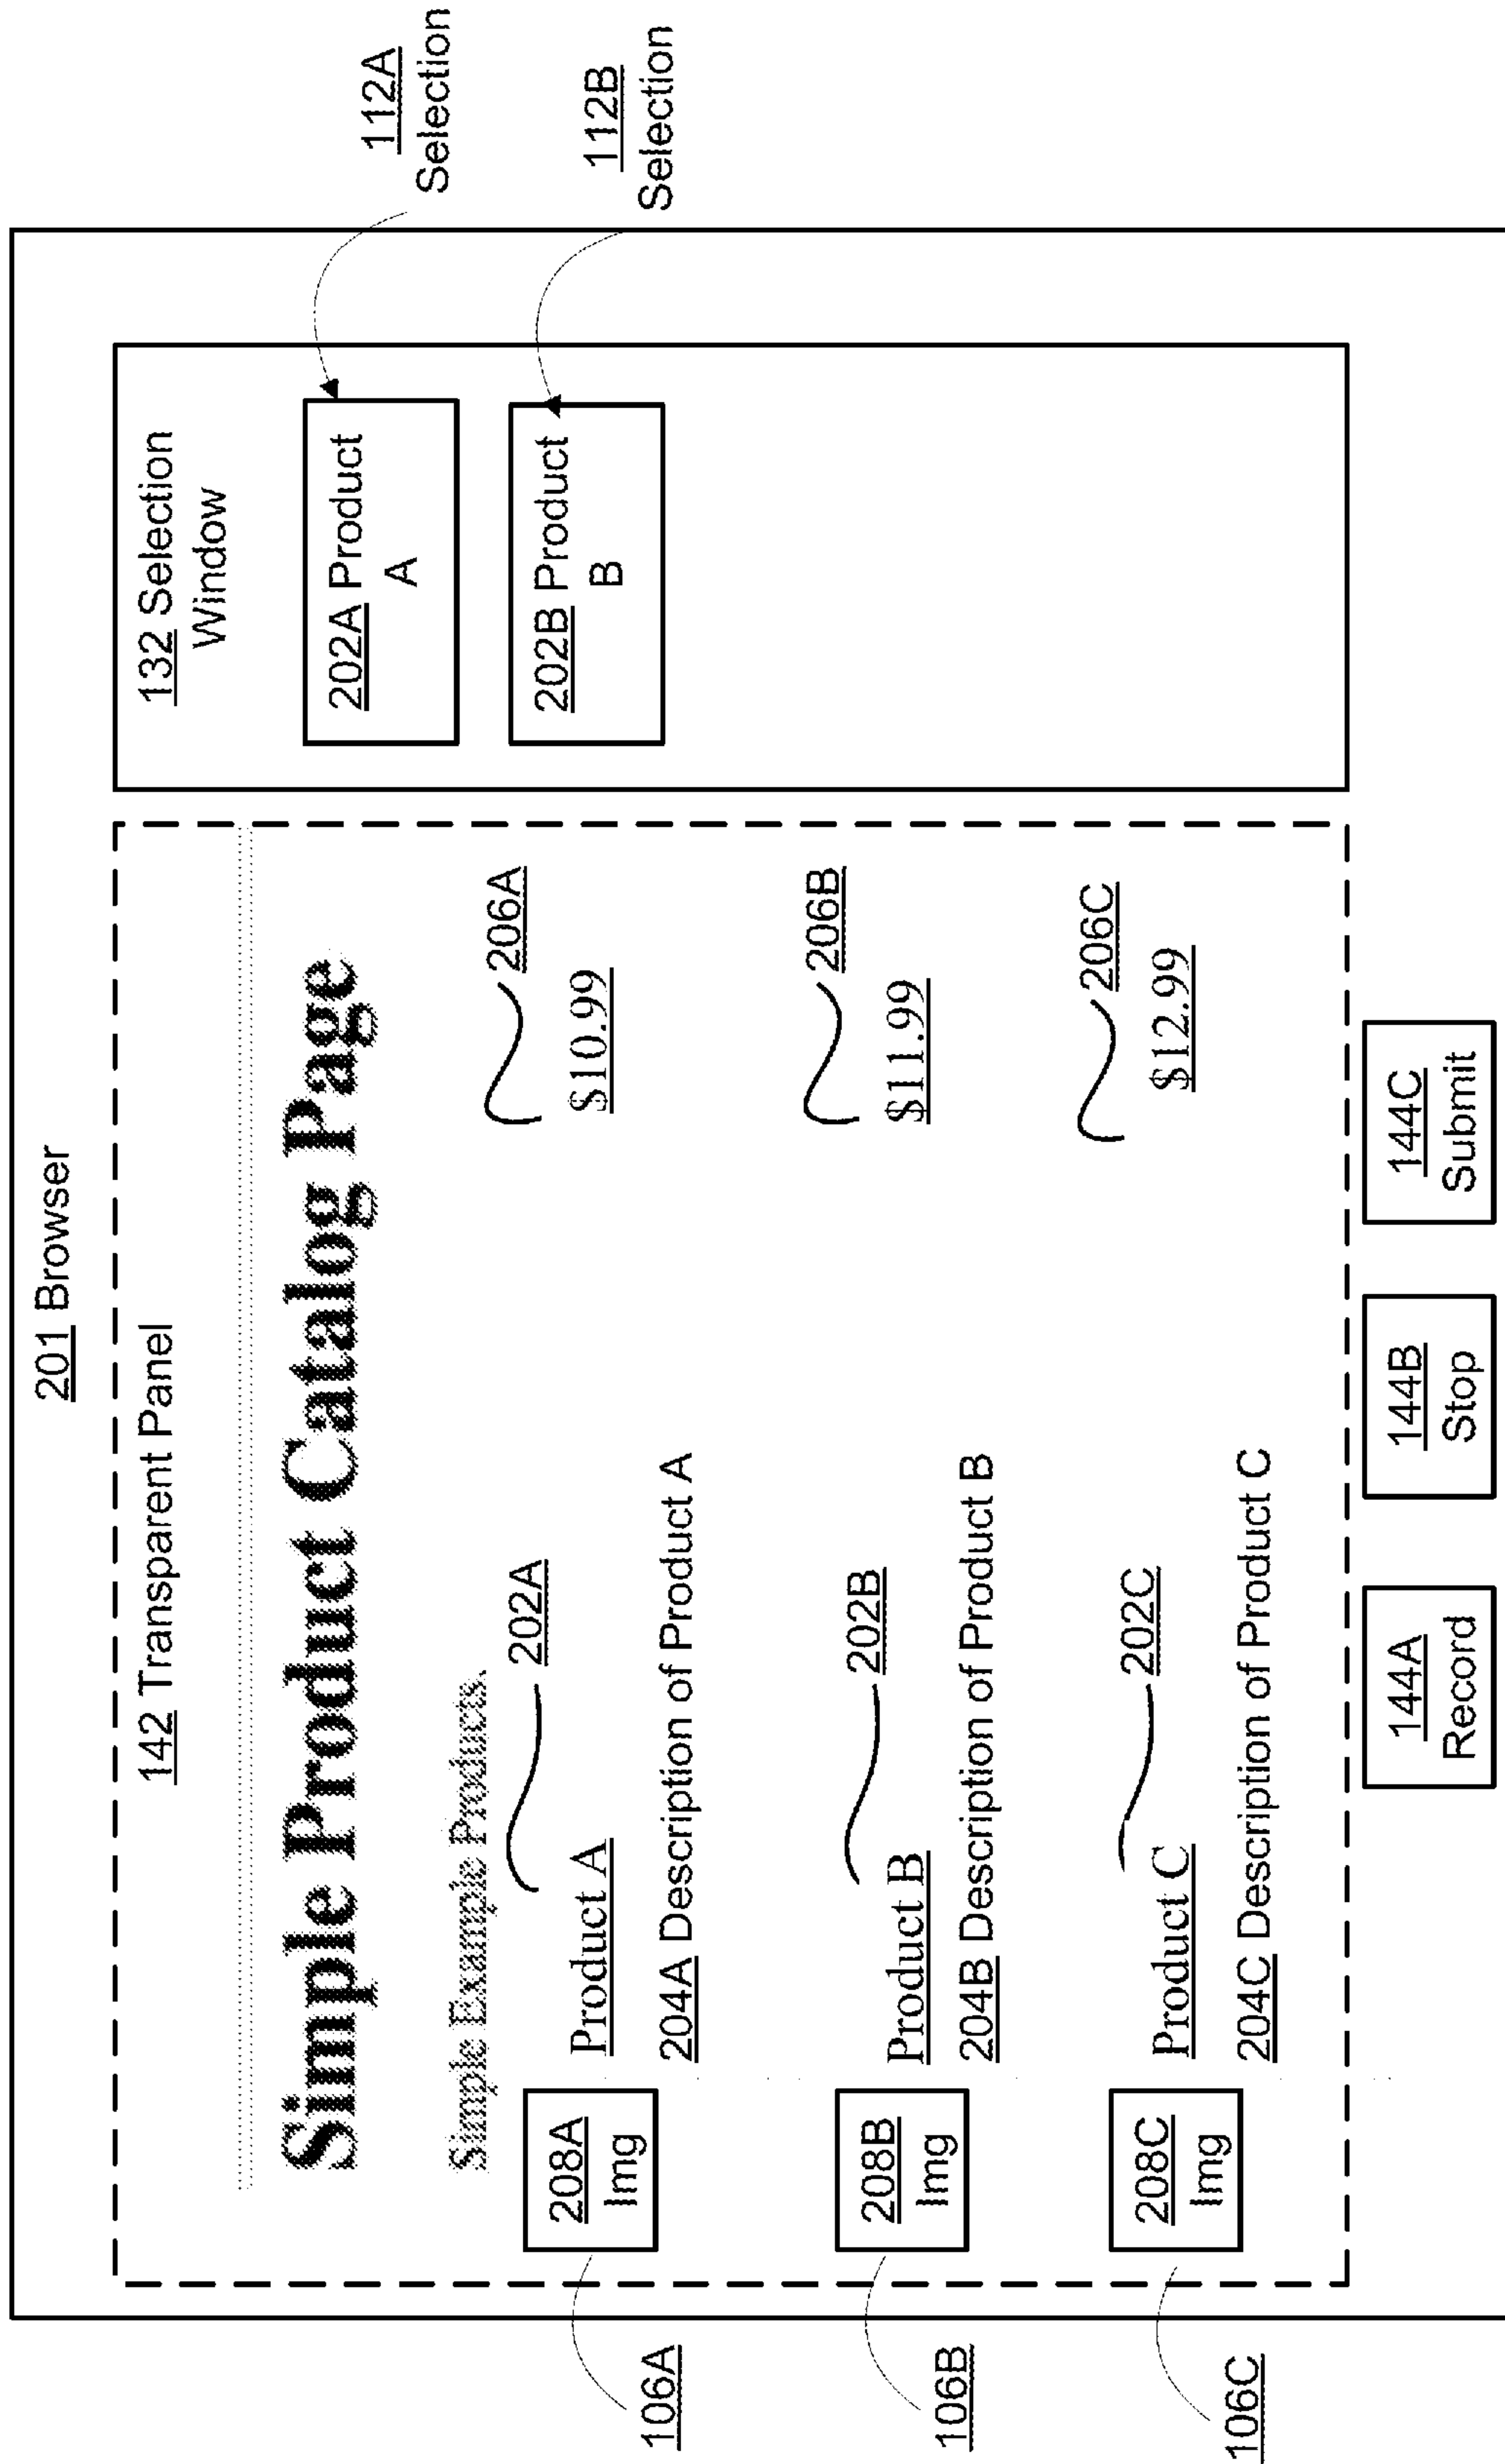 201 Browser
142 Transparent Panel
Simple Product Catalog Page
Simple Example Products.
106A
208A
Img
202A
Product A
204A Description of Product A
206A
$10.99
106B
208B
Img
202B
Product B
204B Description of Product B
206B
$11.99
106C
208C
Img
202C
Product C
204C Description of Product C
206C
$12.99
132 Selection
Window
202A Product
A
202B Product
B
112A
Selection
112B
Selection
144A
Record
144B
Stop
144C
Submit